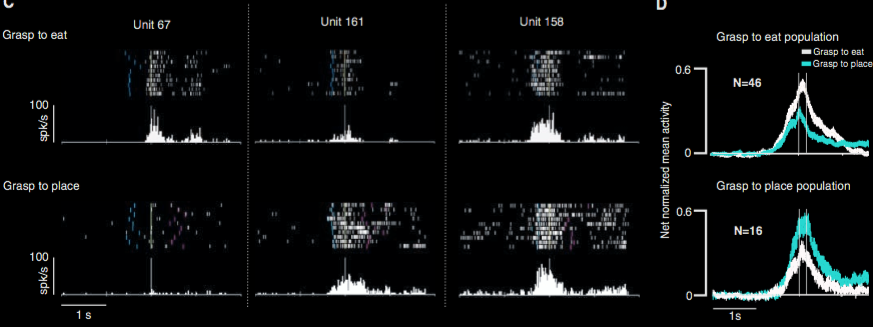 C
D
Unit 67
Unit 161
Unit 158
Grasp to eat
100
spk/s
Grasp to place
100
spk/s
1 s
Grasp to eat population
Grasp to eat
Grasp to place
0.6
N=46
0
Net normalized mean activity
Grasp to place population
0.6
N=16
0
1s